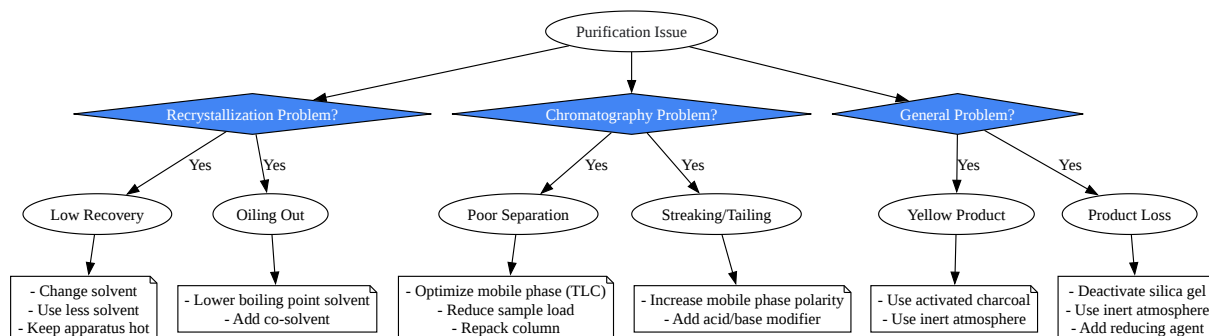 Purification Issue
Recrystallization Problem?
Chromatography Problem?
General Problem?
Yes
Yes
Yes
Yes
Yes
Yes
Low Recovery
Oiling Out
Poor Separation
Streaking/Tailing
Yellow Product
Product Loss
- Change solvent
- Use less solvent
- Keep apparatus hot
- Lower boiling point solvent
- Add co-solvent
- Optimize mobile phase (TLC)
- Reduce sample load
- Repack column
- Increase mobile phase polarity
- Add acid/base modifier
- Use activated charcoal
- Use inert atmosphere
- Deactivate silica gel
- Use inert atmosphere
- Add reducing agent